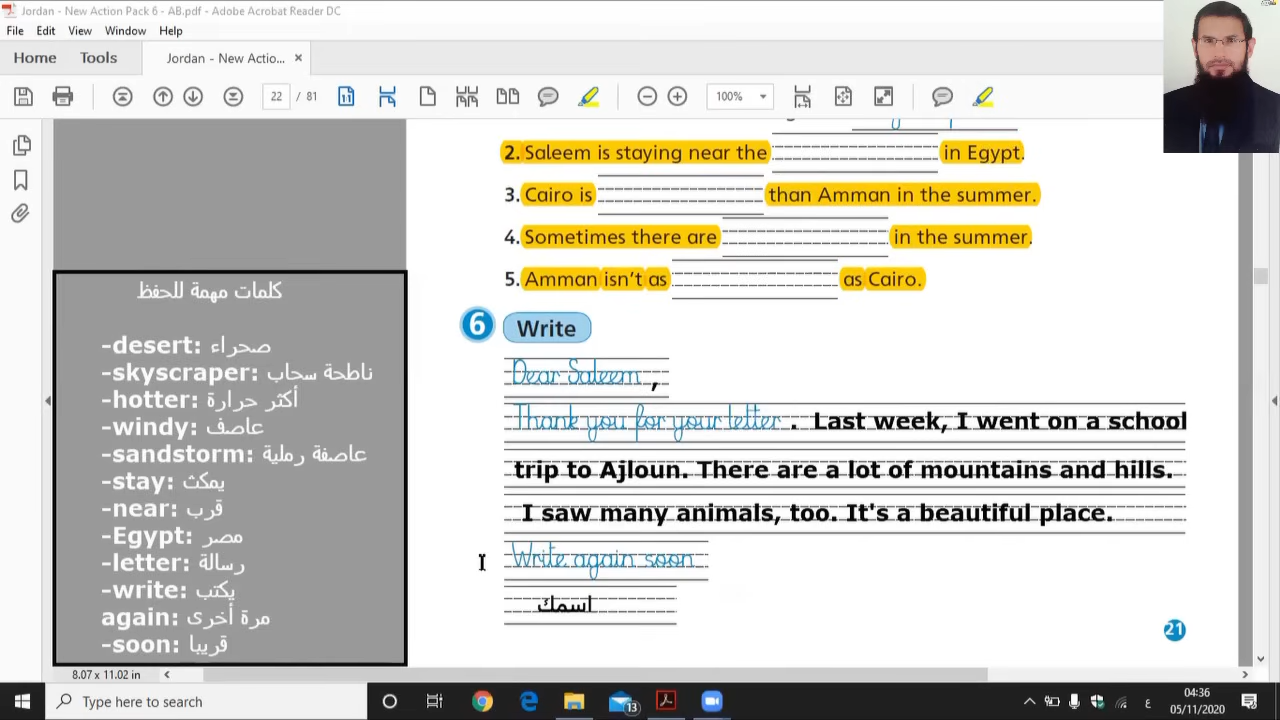 Jordan - New Action Pack 6 - AB.pdf - Adobe Acrobat Reader DC
File Edit View Window Help
Home Tools Jordan - New Actio... ×
22 / 81 100%
2. Saleem is staying near the in Egypt.
3. Cairo is than Amman in the summer.
4. Sometimes there are in the summer.
5. Amman isn't as as Cairo.
6 Write
Dear Saleem ,
Thank you for your letter . Last week, I went on a school
trip to Ajloun. There are a lot of mountains and hills.
I saw many animals, too. It's a beautiful place.
Write again soon
اسمك
21
كلمات مهمة للحفظ
-desert: صحراء
-skyscraper: ناطحة سحاب
-hotter: أكثر حرارة
-windy: عاصف
-sandstorm: عاصفة رملية
-stay: يمكث
-near: قرب
-Egypt: مصر
-letter: رسالة
-write: يكتب
again: مرة أخرى
-soon: قريبا
8.07 x 11.02 in
Type here to search
13
ع
04:36
05/11/2020